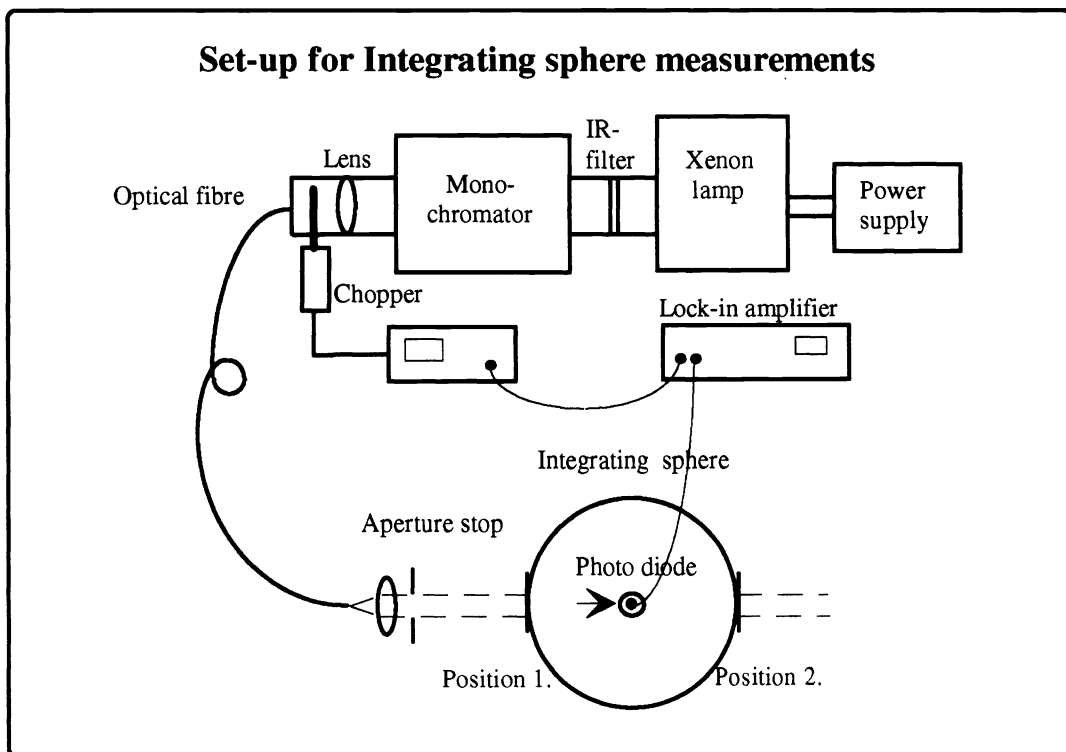 Set-up for Integrating sphere measurements
IR-
filter
Lens
Xenon
lamp
Optical fibre
Mono-
chromator
Power
supply
Chopper
Lock-in amplifier
Integrating sphere
Aperture stop
Photo diode
Position 1.
Position 2.